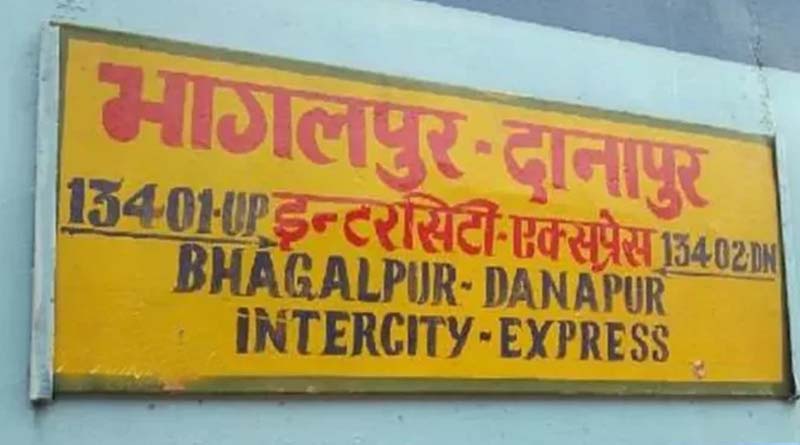 भागलपुर - दानापुर
13401-UP इन्टरसिटी-एक्सप्रेस 13402-DN
BHAGALPUR - DANAPUR
INTERCITY - EXPRESS